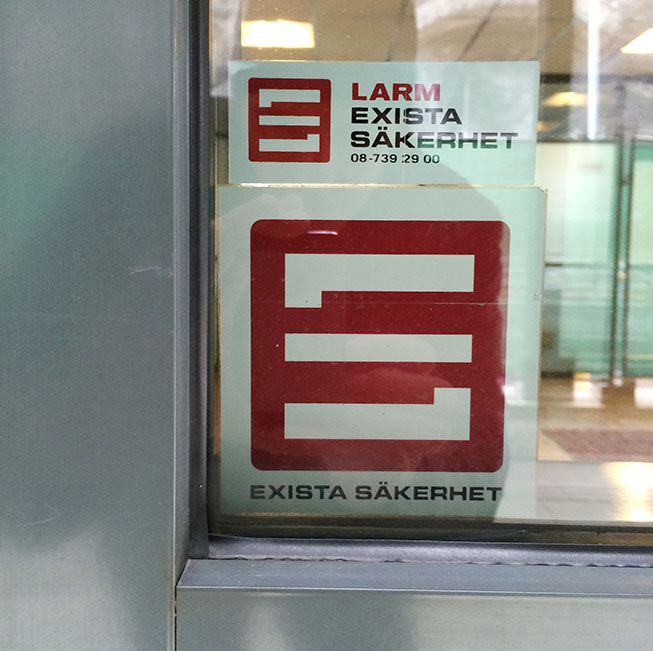 LARM
EXISTA
SÄKERHET
08-739 29 00
EXISTA SÄKERHET